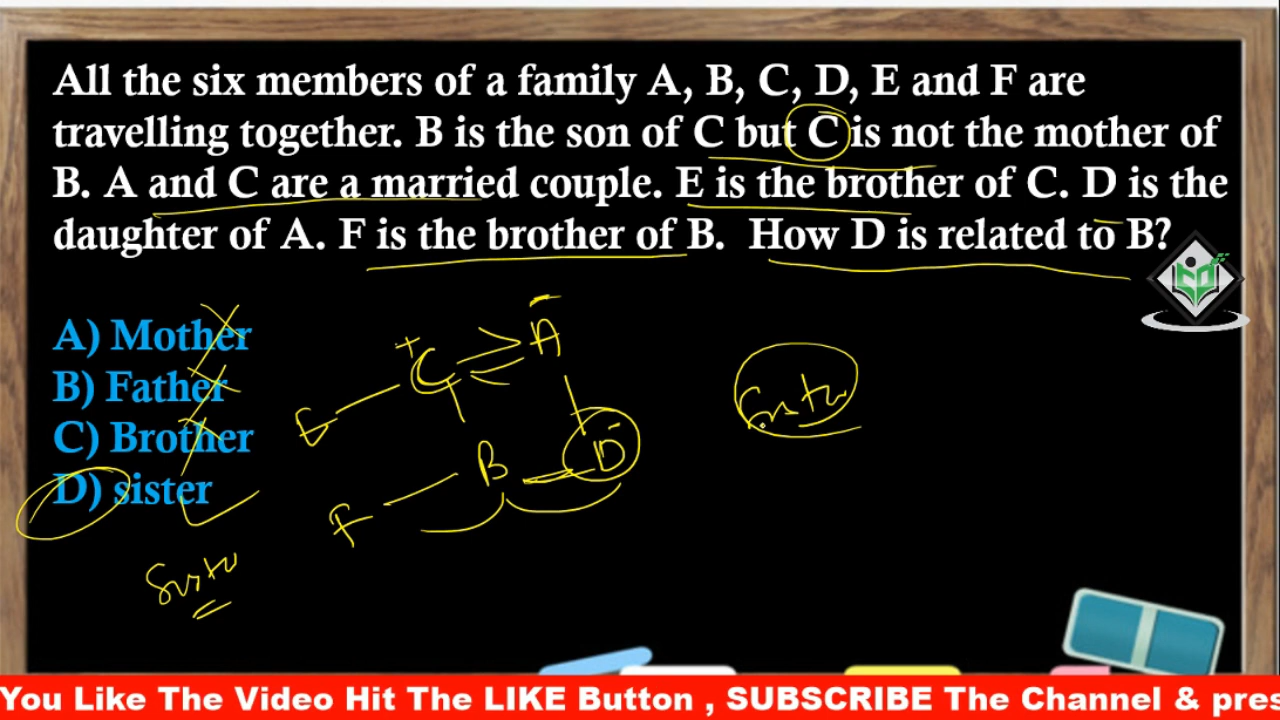 All the six members of a family A, B, C, D, E and F are
travelling together. B is the son of C but C is not the mother of
B. A and C are a married couple. E is the brother of C. D is the
daughter of A. F is the brother of B. How D is related to B?
A) Mother
B) Father
C) Brother
D) sister
+ C
A
E
B
D
F
You Like The Video Hit The LIKE Button , SUBSCRIBE The Channel & pres